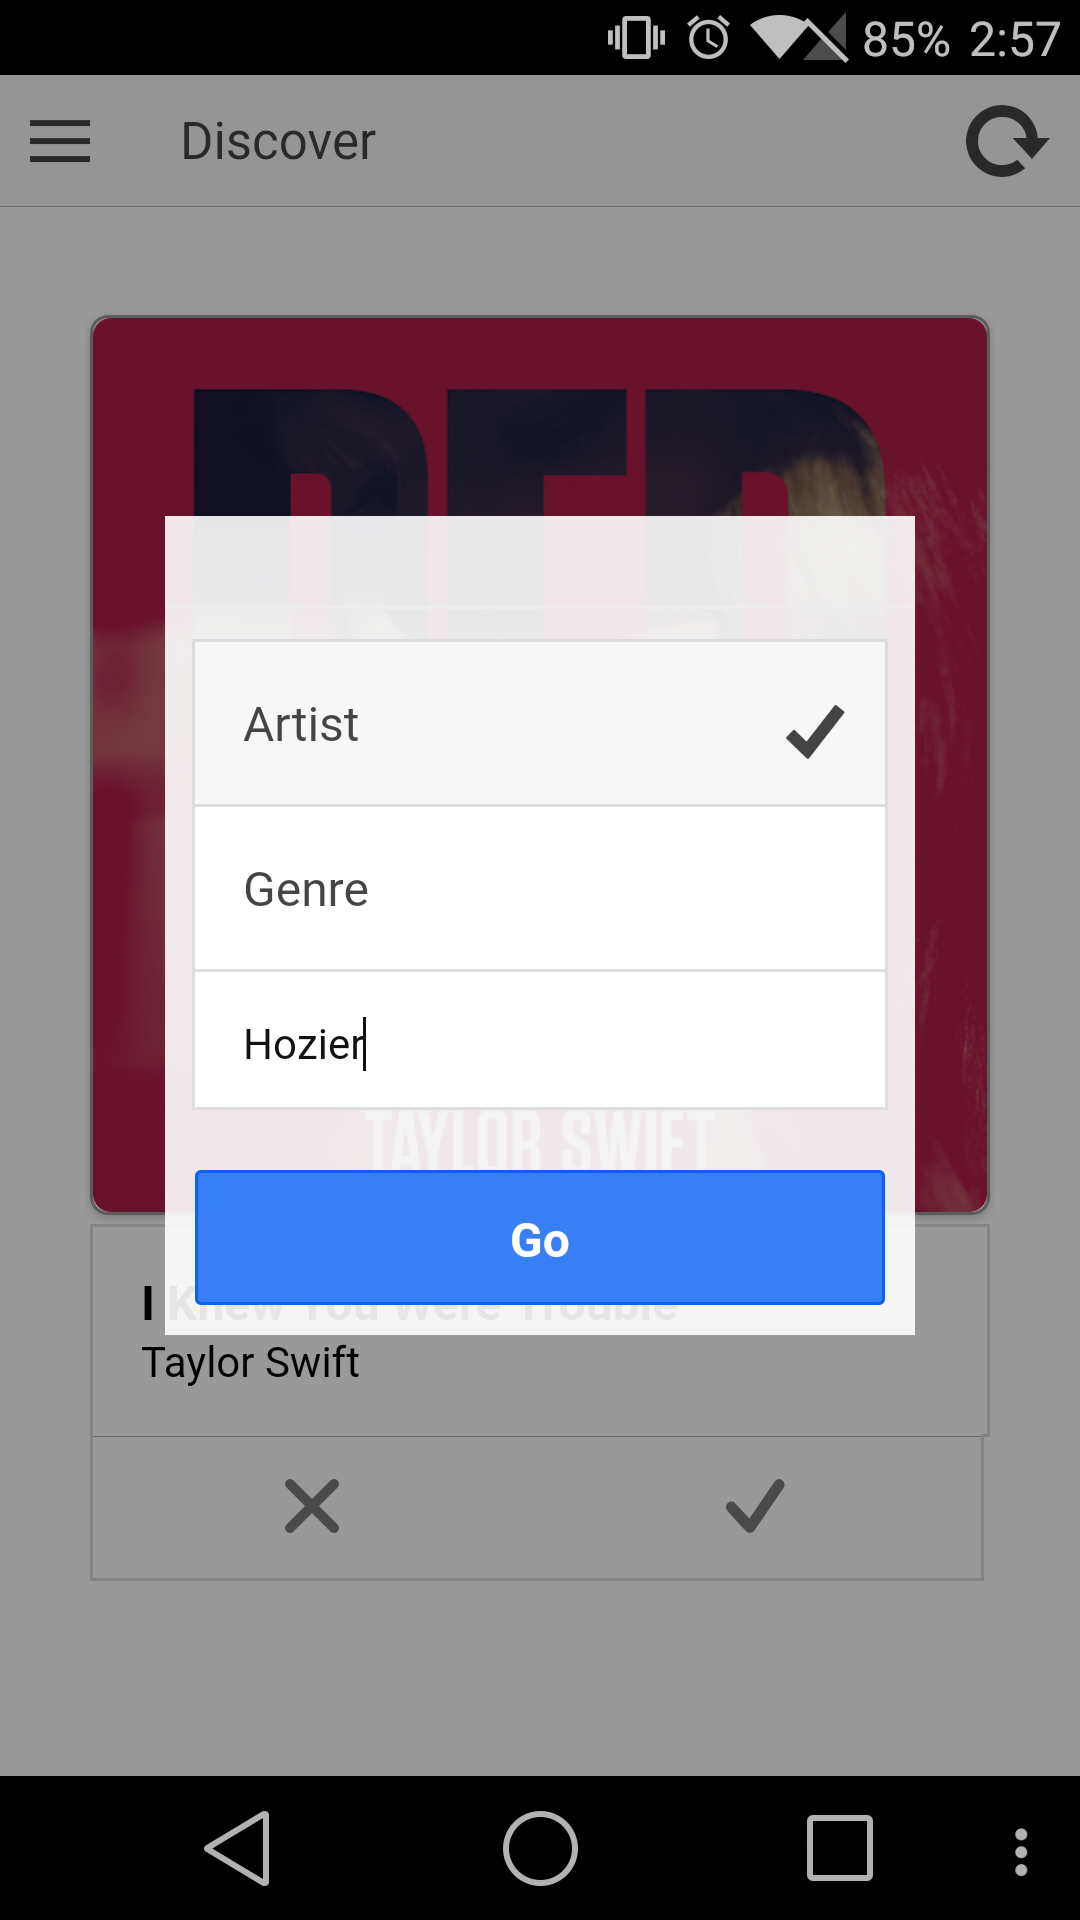 85% 2:57
Discover
RED
Artist
Genre
Hozier
TAYLOR SWIFT
Go
I Knew You Were Trouble
Taylor Swift